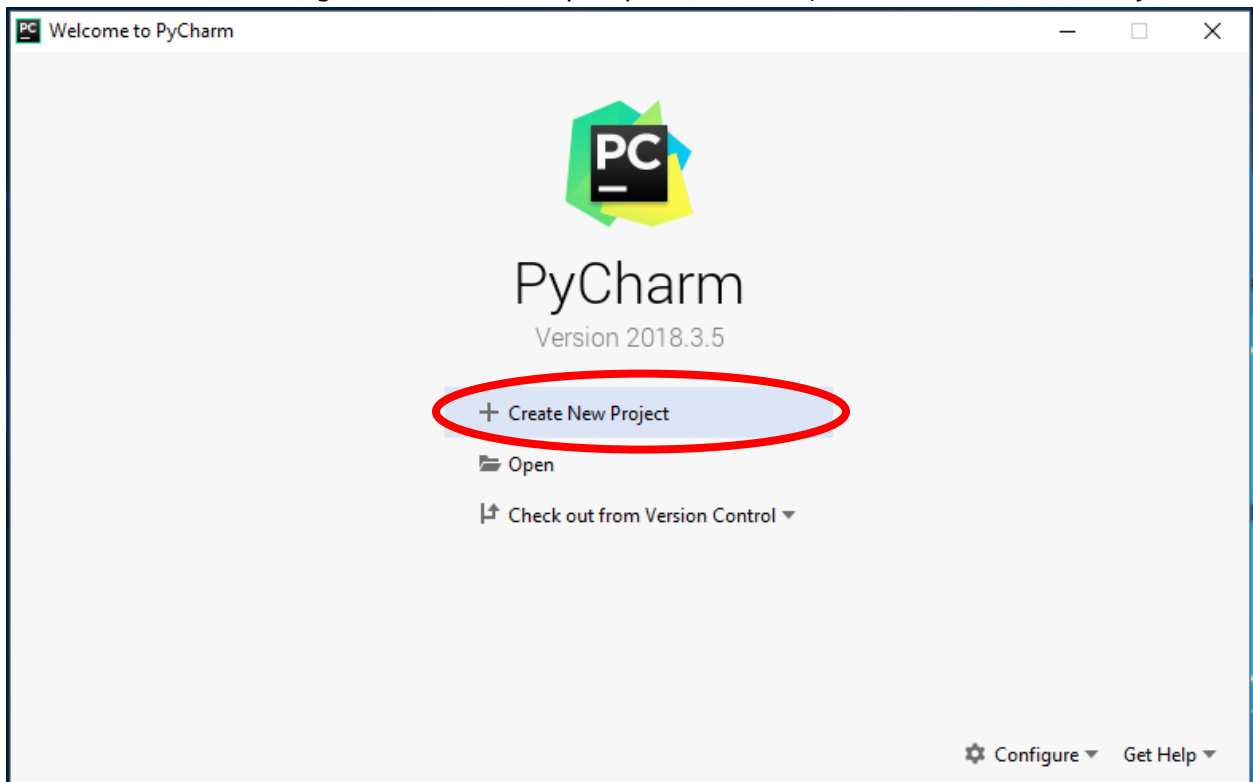 Welcome to PyCharm
PC
PyCharm
Version 2018.3.5
Create New Project
Open
Check out from Version Control
Configure
Get Help